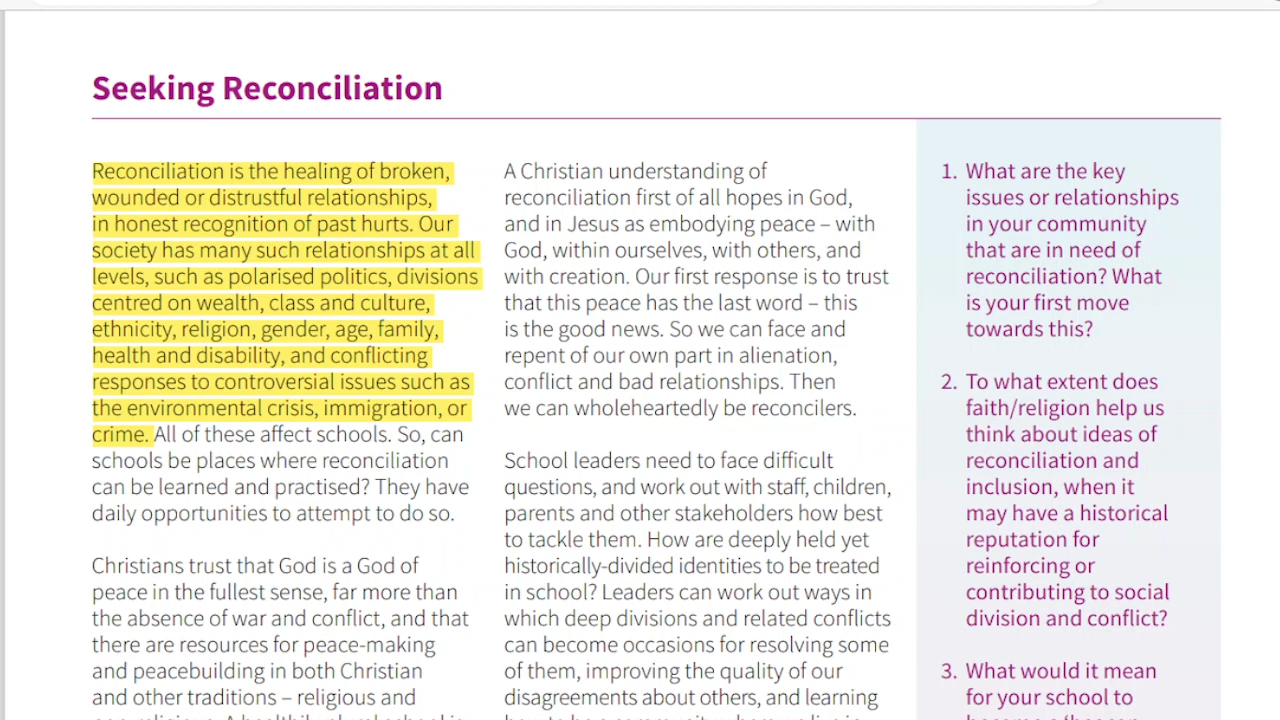 Seeking Reconciliation
Reconciliation is the healing of broken,
wounded or distrustful relationships,
in honest recognition of past hurts. Our
society has many such relationships at all
levels, such as polarised politics, divisions
centred on wealth, class and culture,
ethnicity, religion, gender, age, family,
health and disability, and conflicting
responses to controversial issues such as
the environmental crisis, immigration, or
crime. All of these affect schools. So, can
schools be places where reconciliation
can be learned and practised? They have
daily opportunities to attempt to do so.
Christians trust that God is a God of
peace in the fullest sense, far more than
the absence of war and conflict, and that
there are resources for peace-making
and peacebuilding in both Christian
and other traditions – religious and
A Christian understanding of
reconciliation first of all hopes in God,
and in Jesus as embodying peace – with
God, within ourselves, with others, and
with creation. Our first response is to trust
that this peace has the last word – this
is the good news. So we can face and
repent of our own part in alienation,
conflict and bad relationships. Then
we can wholeheartedly be reconcilers.
School leaders need to face difficult
questions, and work out with staff, children,
parents and other stakeholders how best
to tackle them. How are deeply held yet
historically-divided identities to be treated
in school? Leaders can work out ways in
which deep divisions and related conflicts
can become occasions for resolving some
of them, improving the quality of our
disagreements about others, and learning
1. What are the key
issues or relationships
in your community
that are in need of
reconciliation? What
is your first move
towards this?
2. To what extent does
faith/religion help us
think about ideas of
reconciliation and
inclusion, when it
may have a historical
reputation for
reinforcing or
contributing to social
division and conflict?
3. What would it mean
for your school to